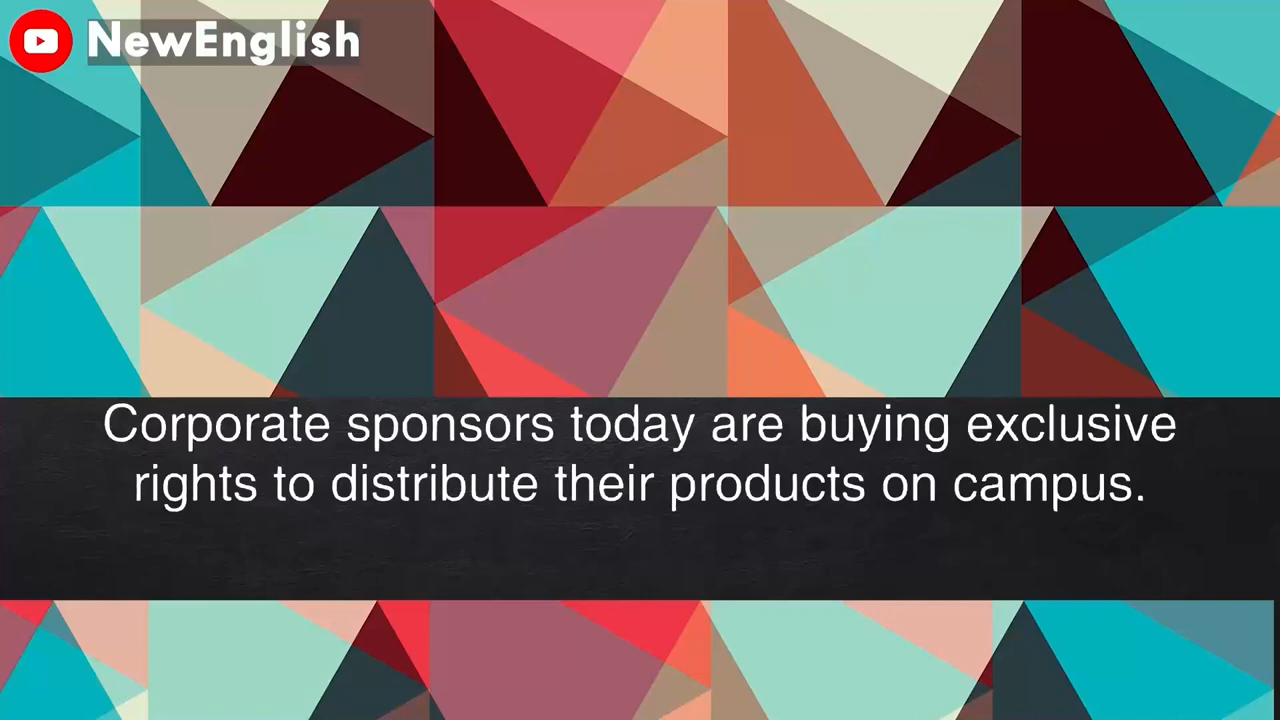 NewEnglish
Corporate sponsors today are buying exclusive
rights to distribute their products on campus.